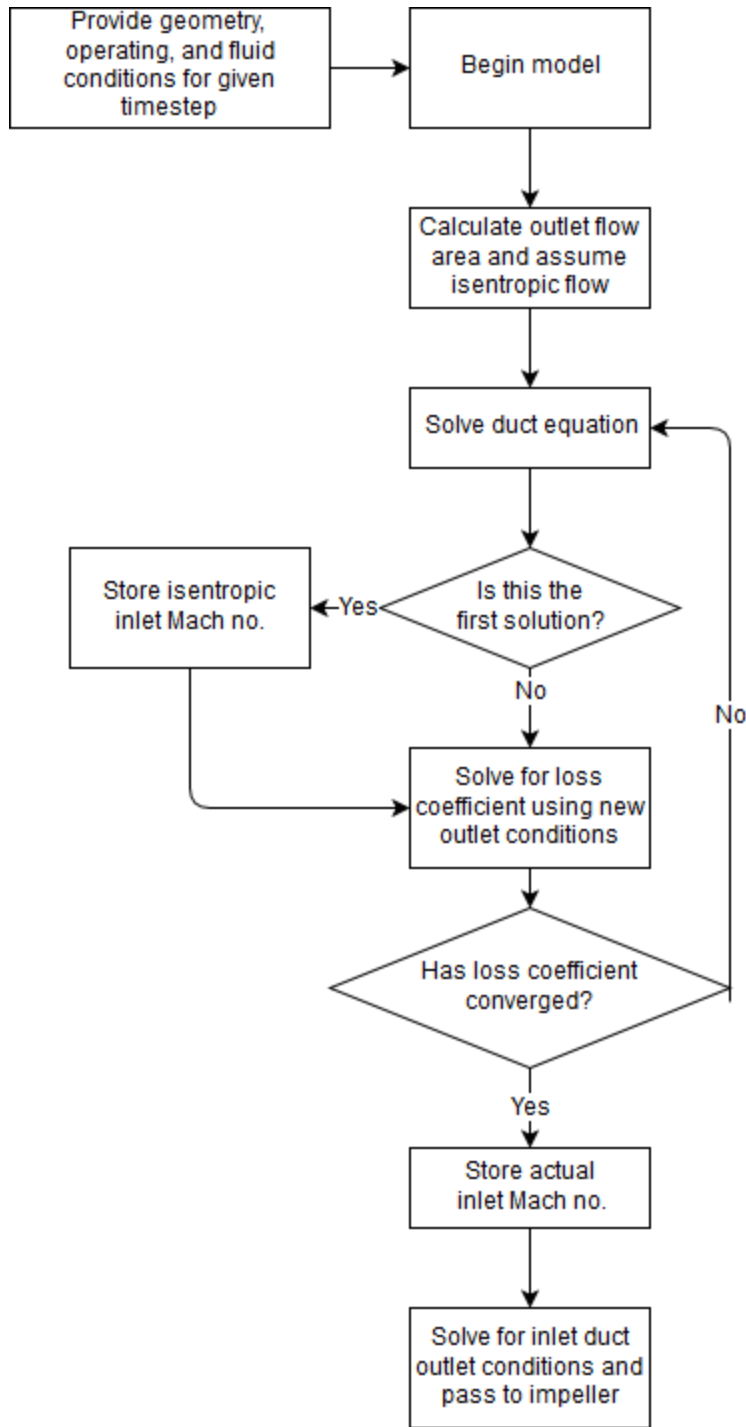 Provide geometry,
operating, and fluid
conditions for given
timestep
Begin model
Calculate outlet flow
area and assume
isentropic flow
Solve duct equation
Is this the
first solution?
Yes
Store isentropic
inlet Mach no.
No
Solve for loss
coefficient using new
outlet conditions
Has loss coefficient
converged?
No
Yes
Store actual
inlet Mach no.
Solve for inlet duct
outlet conditions and
pass to impeller